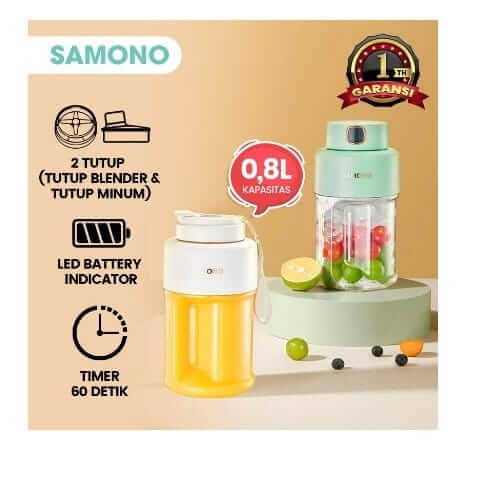 SAMONO
1 TH
GARANSI
2 TUTUP
(TUTUP BLENDER &
TUTUP MINUM)
0,8L
KAPASITAS
LED BATTERY
INDICATOR
TIMER
60 DETIK